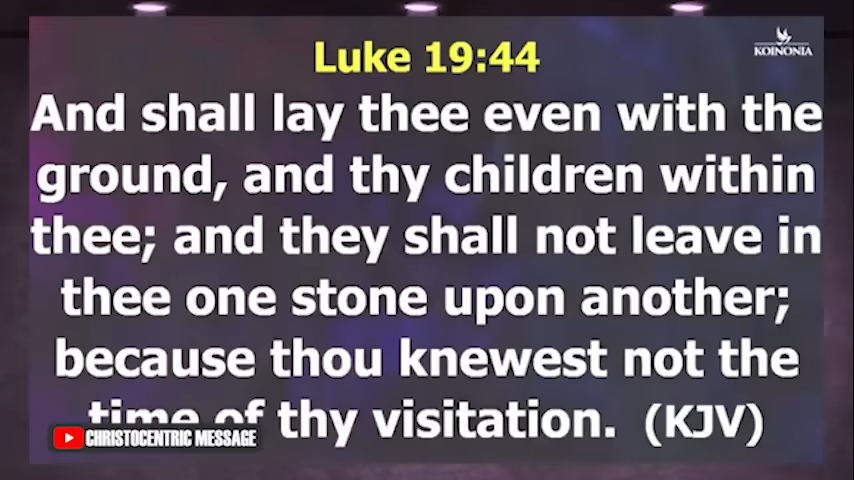 Luke 19:44
KOINONIA
And shall lay thee even with the
ground, and thy children within
thee; and they shall not leave in
thee one stone upon another;
because thou knewest not the
time of thy visitation. (KJV)
CHRISTOCENTRIC MESSAGE